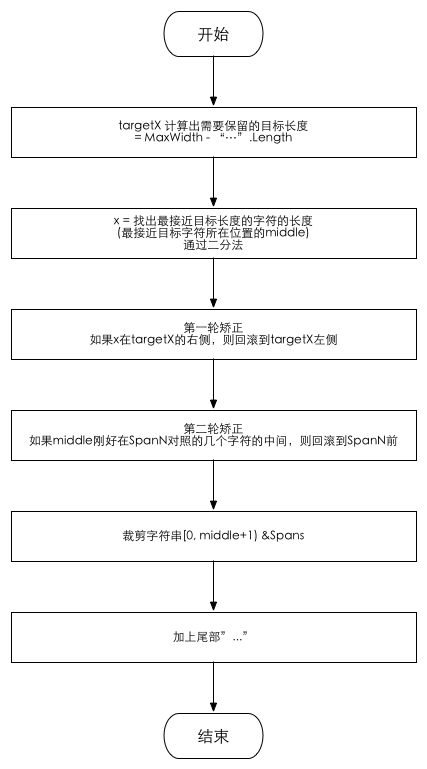 开始
targetX 计算出需要保留的目标长度
= MaxWidth - “…” .Length
x = 找出最接近目标长度的字符的长度
(最接近目标字符所在位置的middle)
通过二分法
第一轮矫正
如果x在targetX的右侧，则回滚到targetX左侧
第二轮矫正
如果middle刚好在SpanN对照的几个字符的中间，则回滚到SpanN前
裁剪字符串[0, middle+1) &Spans
加上尾部” ...”
结束